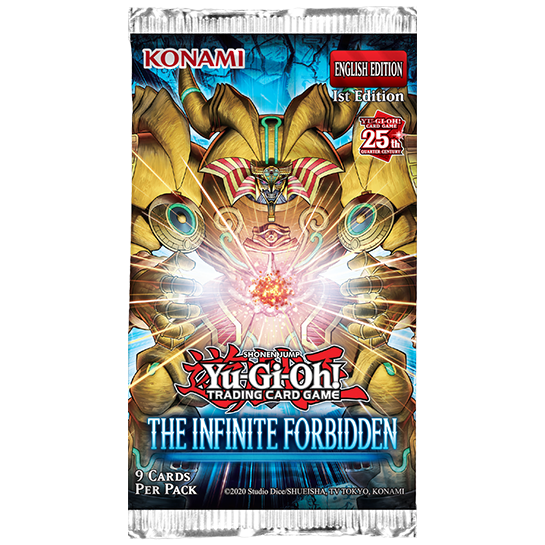 KONAMI
ENGLISH EDITION
1st Edition
YU-GI-OH!
CARD GAME
25th
QUARTER CENTURY
SHONEN JUMP
Yu-Gi-Oh!
TRADING CARD GAME
THE INFINITE FORBIDDEN
9 CARDS
PER PACK
©2020 Studio Dice/SHUEISHA, TV TOKYO, KONAMI